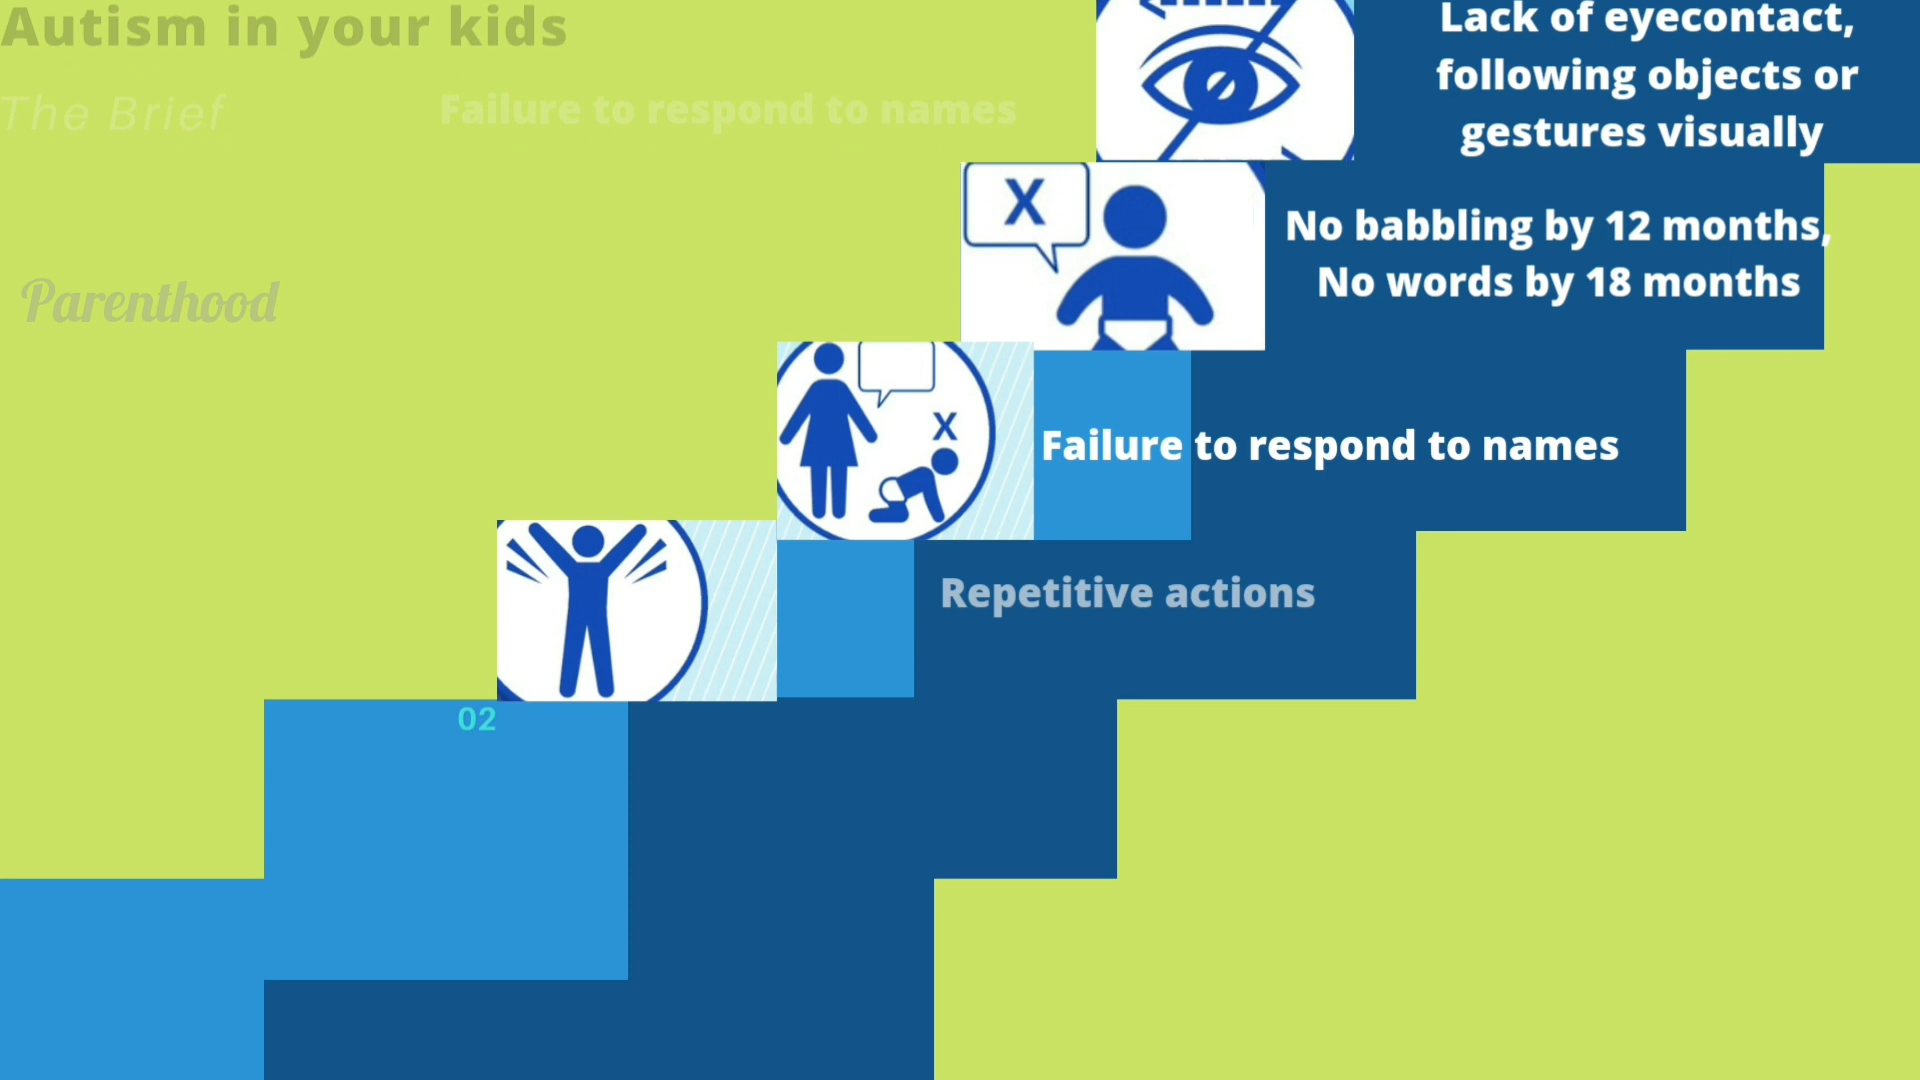 Autism in your kids
The Brief
Failure to respond to names
Parenthood
Lack of eyecontact,
following objects or
gestures visually
X
No babbling by 12 months,
No words by 18 months
X
Failure to respond to names
Repetitive actions
02